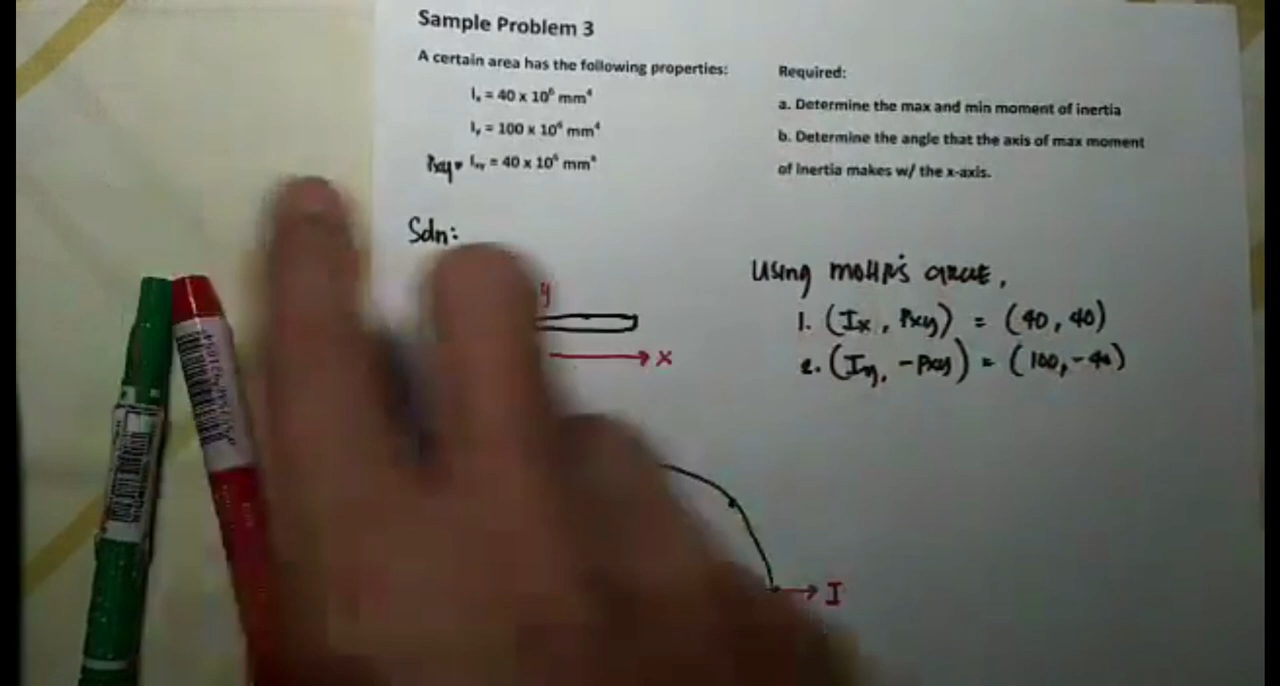 Sample Problem 3
A certain area has the following properties:
Iₓ = 40 x 10⁶ mm⁴
Iᵧ = 100 x 10⁶ mm⁴
Pxy = Iₓᵧ = 40 x 10⁶ mm⁴
Required:
a. Determine the max and min moment of inertia
b. Determine the angle that the axis of max moment
of Inertia makes w/ the x-axis.
Soln:
y
x
Using MOHR's circle,
1. (Ix, Pxy) = (40, 40)
2. (Iy, -Pxy) = (100, -40)
I